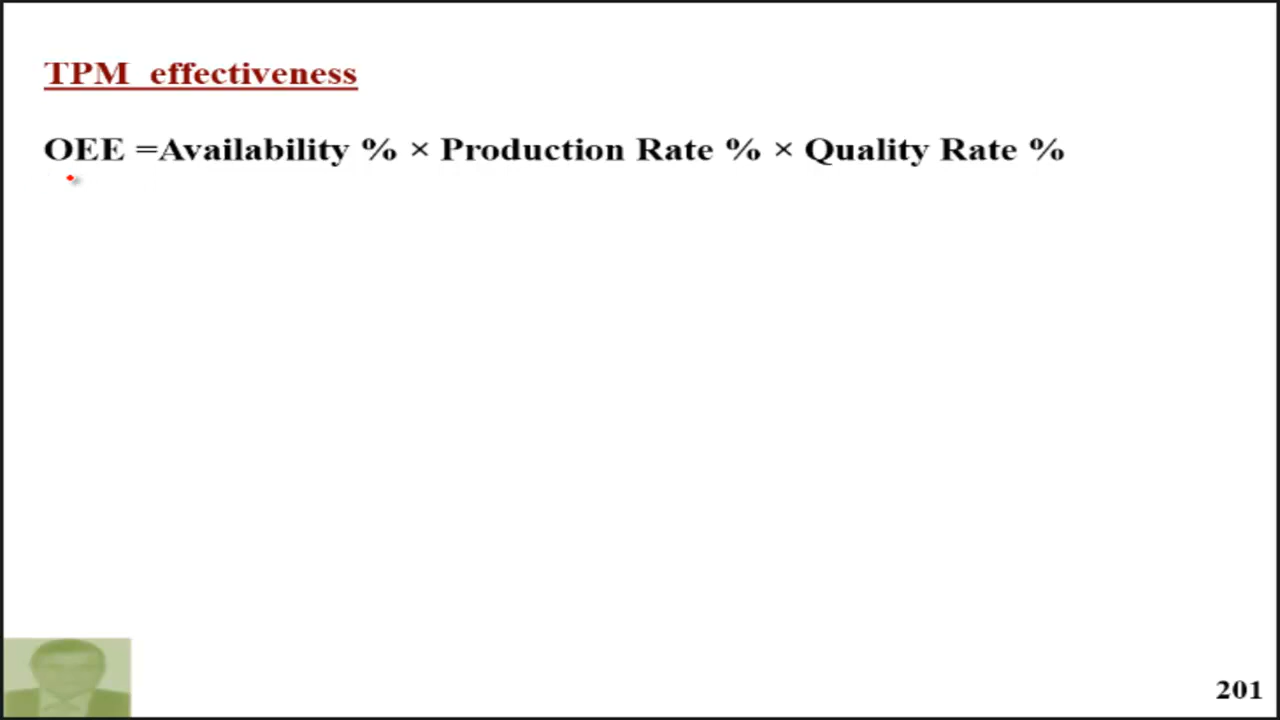 TPM effectiveness
OEE =Availability % × Production Rate % × Quality Rate %
201